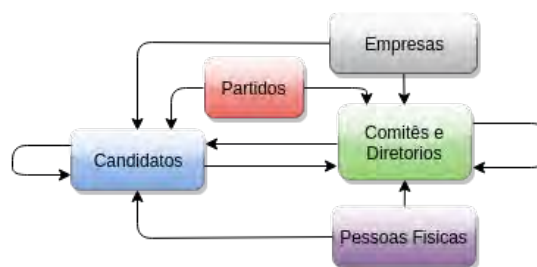 Empresas
Partidos
Candidatos
Comitês e
Diretorios
Pessoas Fisicas